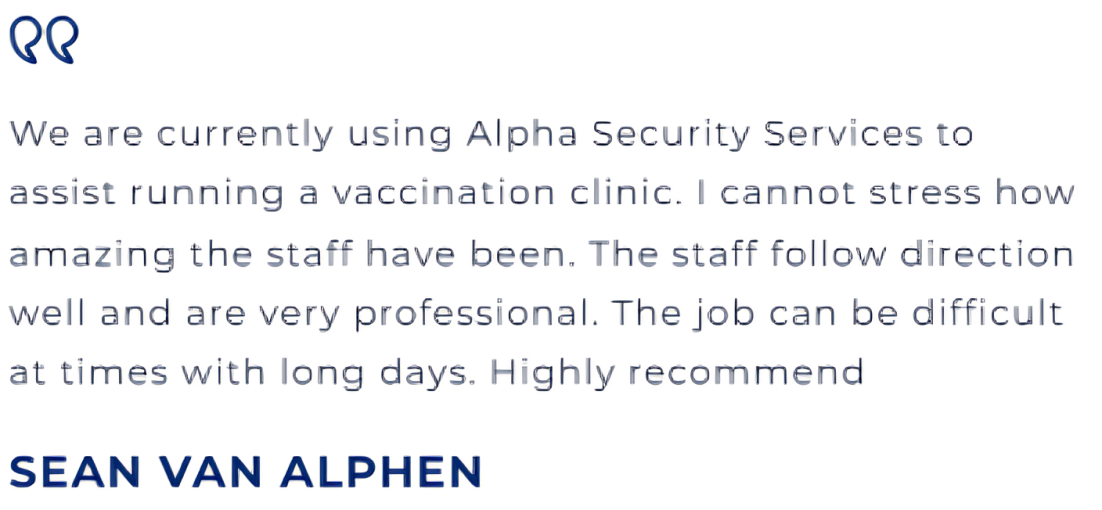 We are currently using Alpha Security Services to
assist running a vaccination clinic. I cannot stress how
amazing the staff have been. The staff follow direction
well and are very professional. The job can be difficult
at times with long days. Highly recommend
SEAN VAN ALPHEN